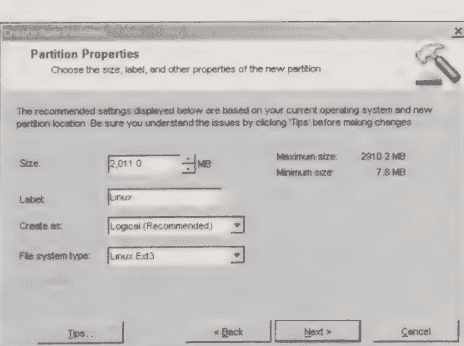 Partition Properties
Choose the size, label, and other properties of the new partition
The recommended settings displayed below are based on your current operating system and new
partition location. Be sure you understand the issues by clicking 'Tips' before making changes
Size: 2,011.0 MB Maximum size: 2918.2 MB
Minimum size: 7.8 MB
Label: Linux
Create as: Logical (Recommended)
File system type: Linux Ext3
Tips... < Back Next > Cancel